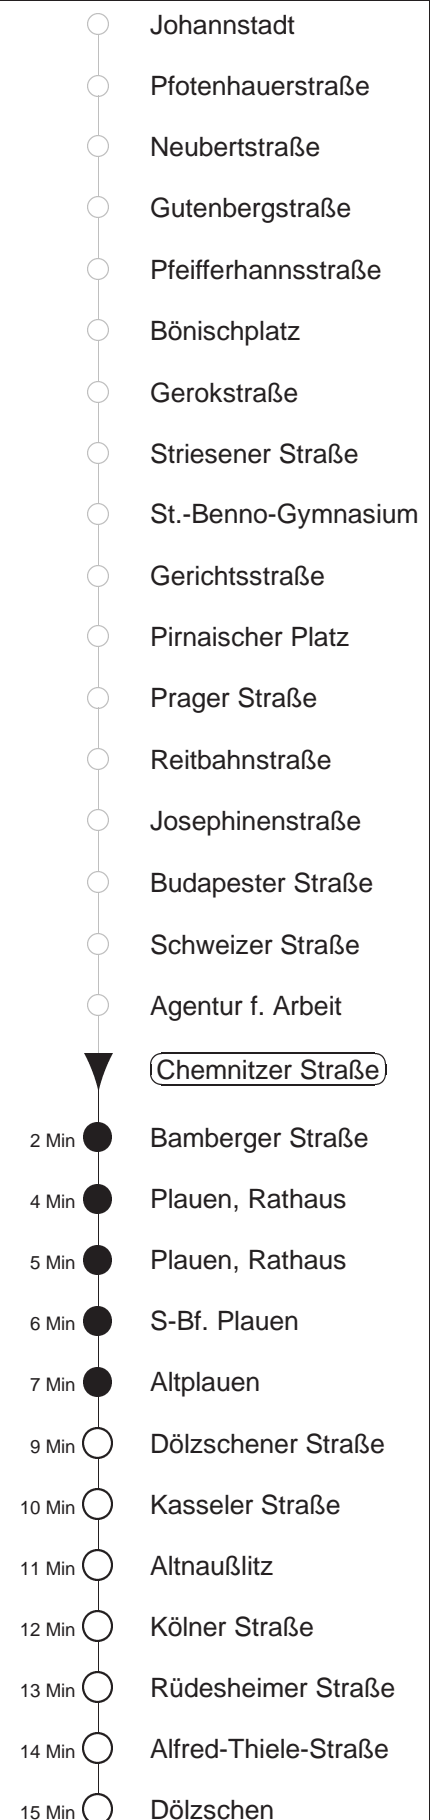 Johannstadt
Pfotenhauerstraße
Neubertstraße
Gutenbergstraße
Pfeifferhannsstraße
Bönischplatz
Gerokstraße
Striesener Straße
St.-Benno-Gymnasium
Gerichtsstraße
Pirnaischer Platz
Prager Straße
Reitbahnstraße
Josephinenstraße
Budapester Straße
Schweizer Straße
Agentur f. Arbeit
Chemnitzer Straße
2 Min Bamberger Straße
4 Min Plauen, Rathaus
5 Min Plauen, Rathaus
6 Min S-Bf. Plauen
7 Min Altplauen
9 Min Dölzschener Straße
10 Min Kasseler Straße
11 Min Altnaußlitz
12 Min Kölner Straße
13 Min Rüdesheimer Straße
14 Min Alfred-Thiele-Straße
15 Min Dölzschen